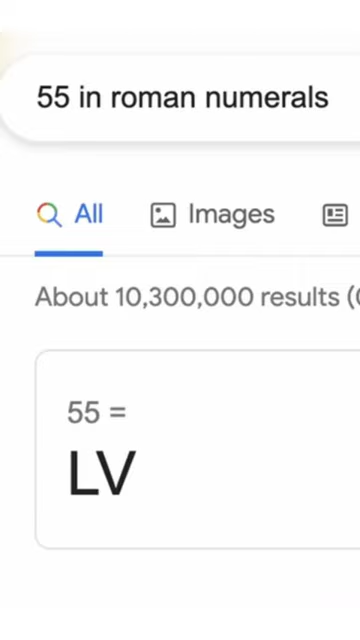 55 in roman numerals
All Images
About 10,300,000 results (
55 =
LV